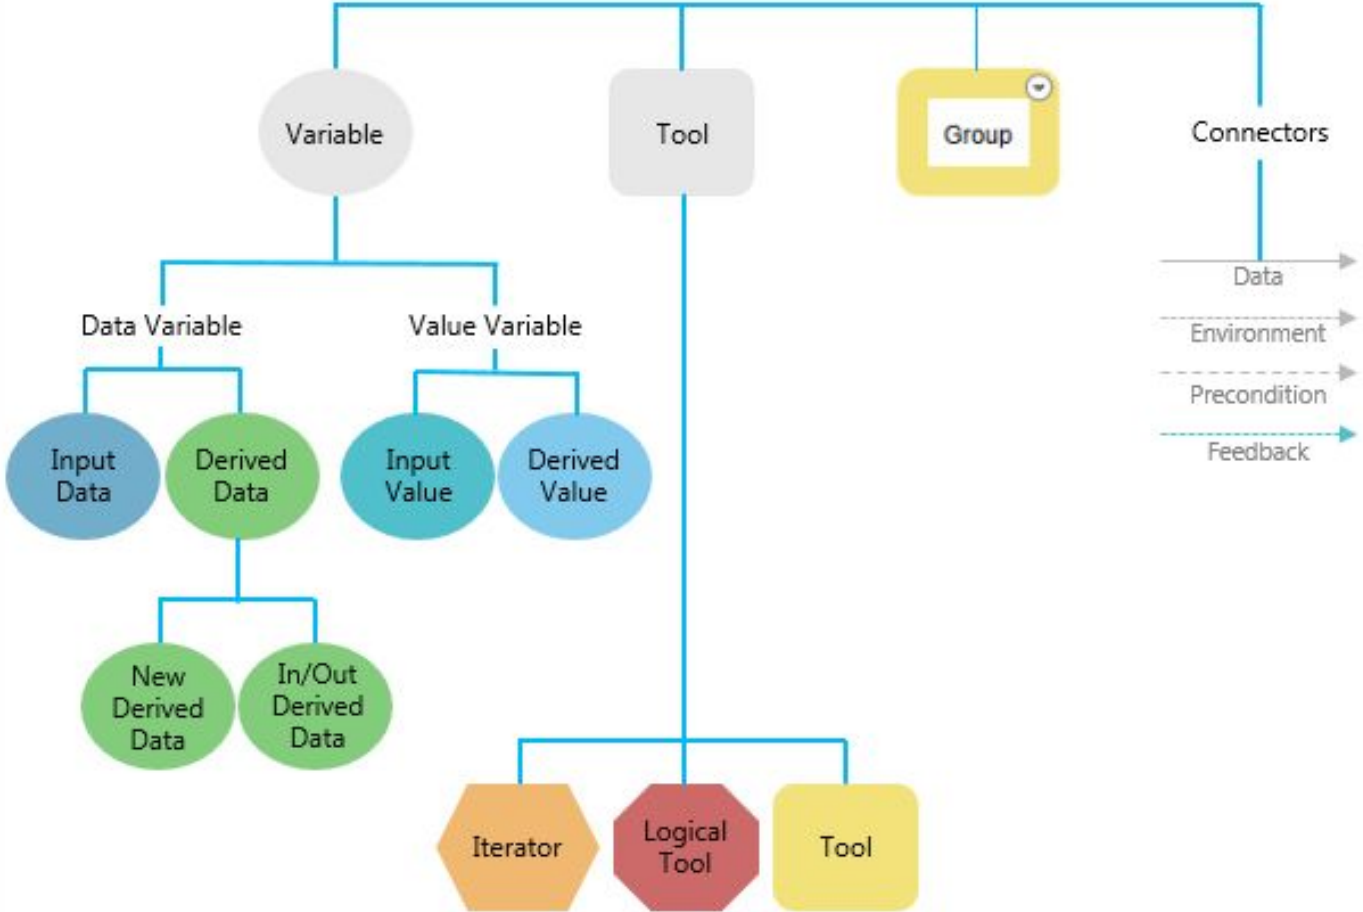 Variable
Tool
Group
Connectors
Data
Environment
Precondition
Feedback
Data Variable
Value Variable
Input
Data
Derived
Data
Input
Value
Derived
Value
New
Derived
Data
In/Out
Derived
Data
Iterator
Logical
Tool
Tool